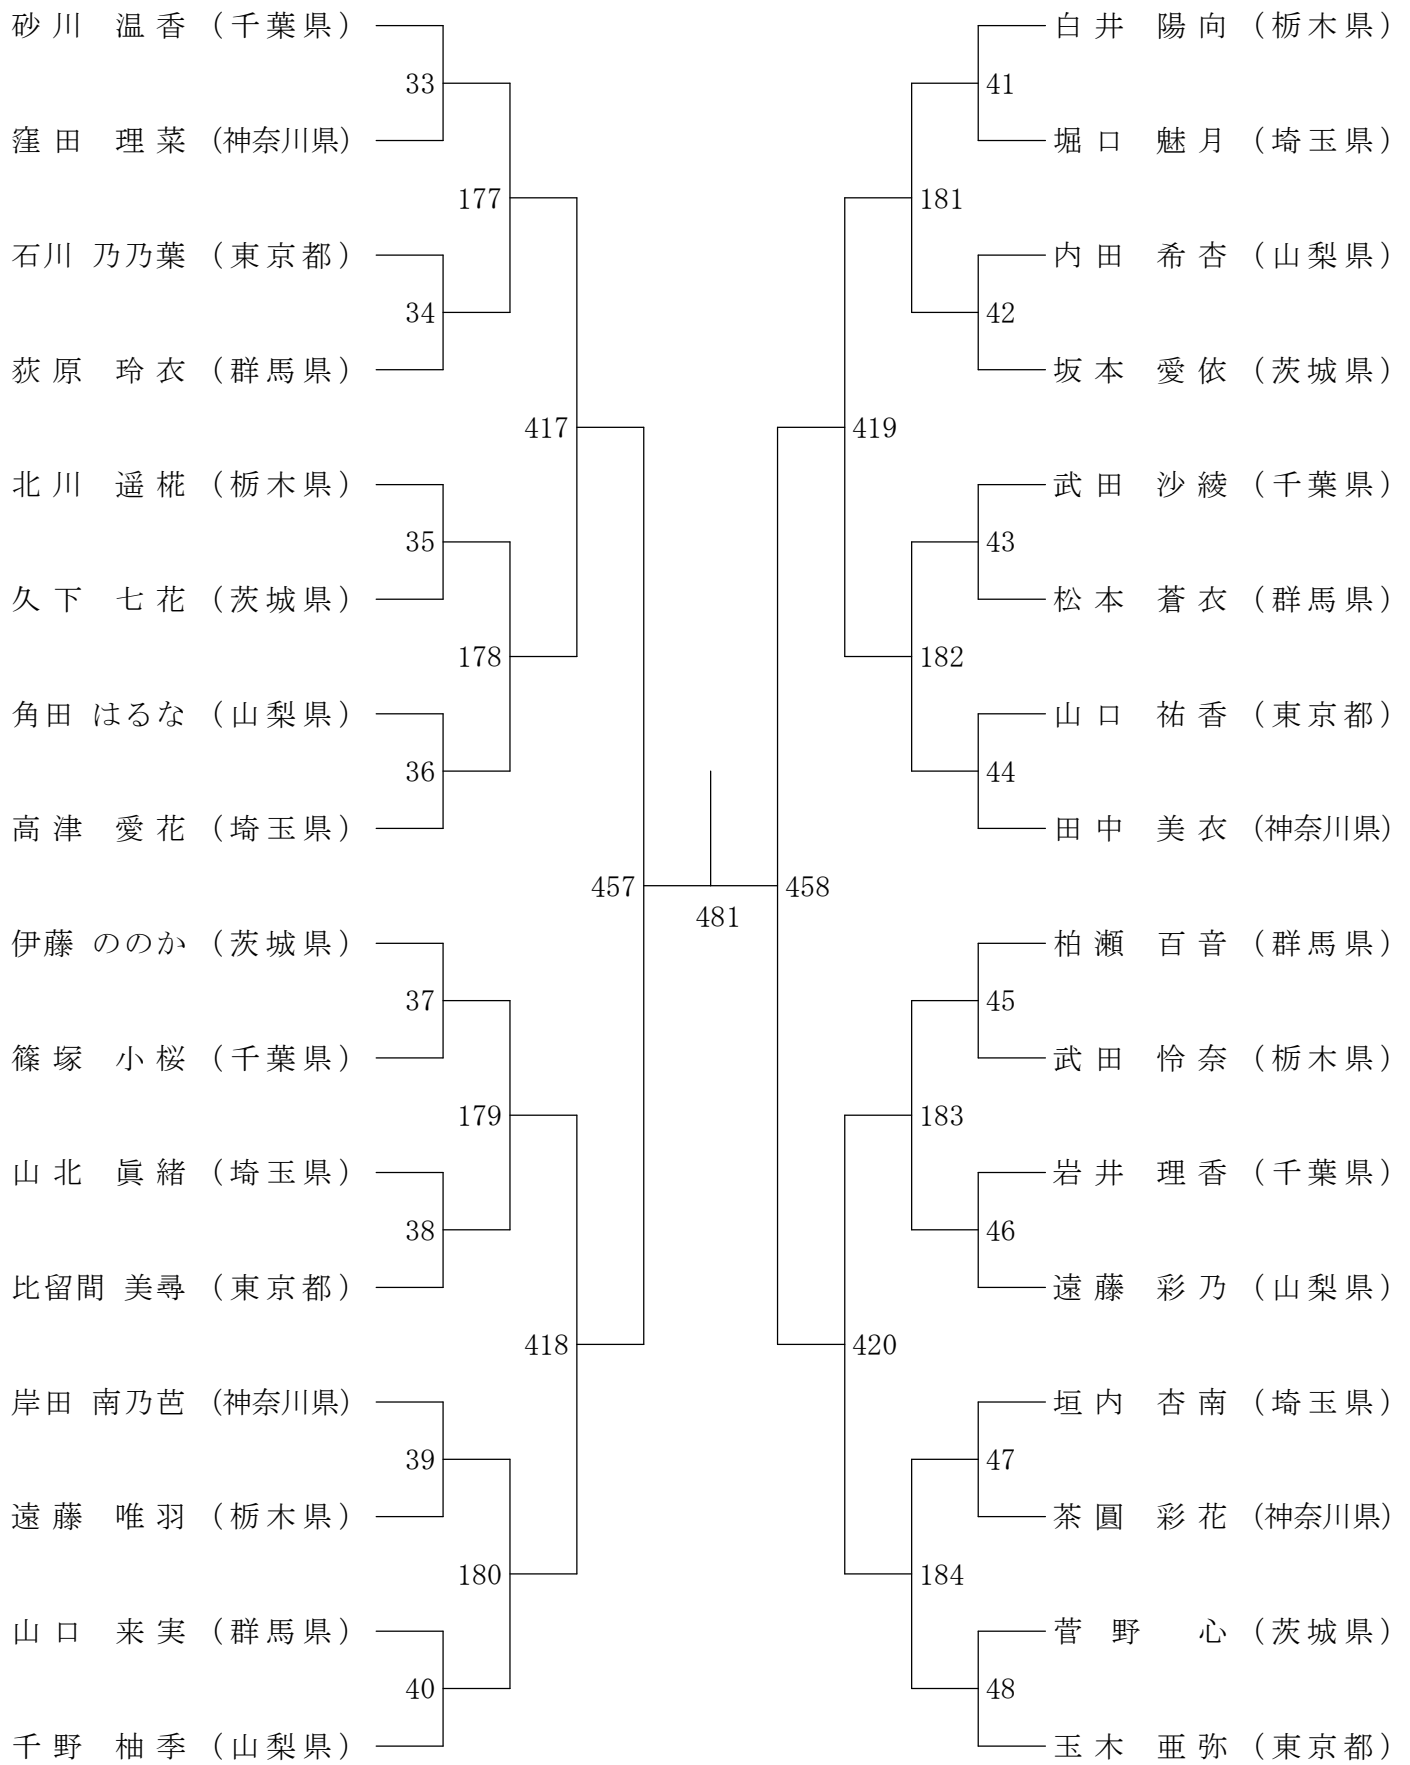 砂川 温香 (千葉県)
33
窪田 理菜 (神奈川県)
177
石川 乃乃葉 (東京都)
34
荻原 玲衣 (群馬県)
417
北川 遥椛 (栃木県)
35
久下 七花 (茨城県)
178
角田 はるな (山梨県)
36
高津 愛花 (埼玉県)
457
伊藤 ののか (茨城県)
37
篠塚 小桜 (千葉県)
179
山北 眞緒 (埼玉県)
38
比留間 美尋 (東京都)
418
岸田 南乃芭 (神奈川県)
39
遠藤 唯羽 (栃木県)
180
山口 来実 (群馬県)
40
千野 柚季 (山梨県)
481
白井 陽向 (栃木県)
41
堀口 魅月 (埼玉県)
181
内田 希杏 (山梨県)
42
坂本 愛依 (茨城県)
419
武田 沙綾 (千葉県)
43
松本 蒼衣 (群馬県)
182
山口 祐香 (東京都)
44
田中 美衣 (神奈川県)
458
柏瀬 百音 (群馬県)
45
武田 怜奈 (栃木県)
183
岩井 理香 (千葉県)
46
遠藤 彩乃 (山梨県)
420
垣内 杏南 (埼玉県)
47
茶圓 彩花 (神奈川県)
184
菅野 心 (茨城県)
48
玉木 亜弥 (東京都)